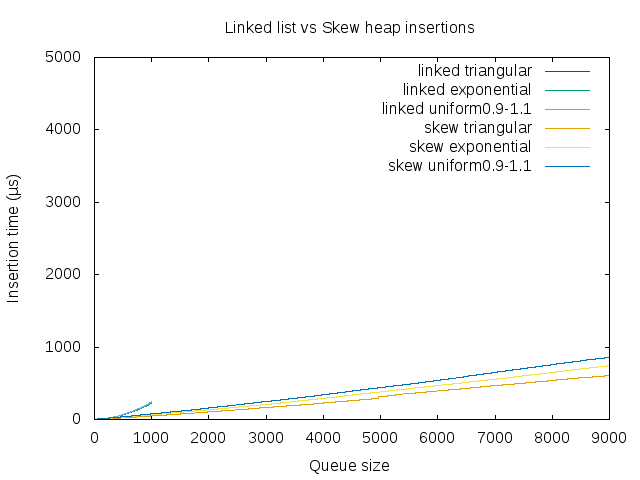 Linked list vs Skew heap insertions
5000
4000
3000
2000
1000
0
Insertion time (µs)
linked triangular
linked exponential
linked uniform0.9-1.1
skew triangular
skew exponential
skew uniform0.9-1.1
0 1000 2000 3000 4000 5000 6000 7000 8000 9000
Queue size